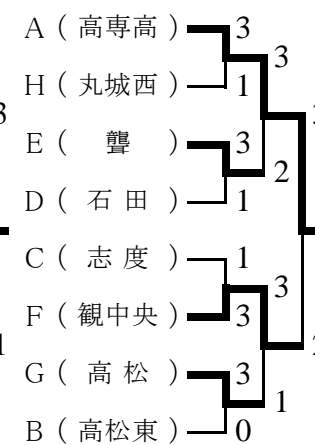 A ( 高専高 ) 3
3
H ( 丸城西 ) 1
E ( 聾 ) 3
2
D ( 石 田 ) 1
C ( 志 度 ) 1
3
F ( 観中央 ) 3
G ( 高 松 ) 3
1
B ( 高松東 ) 0